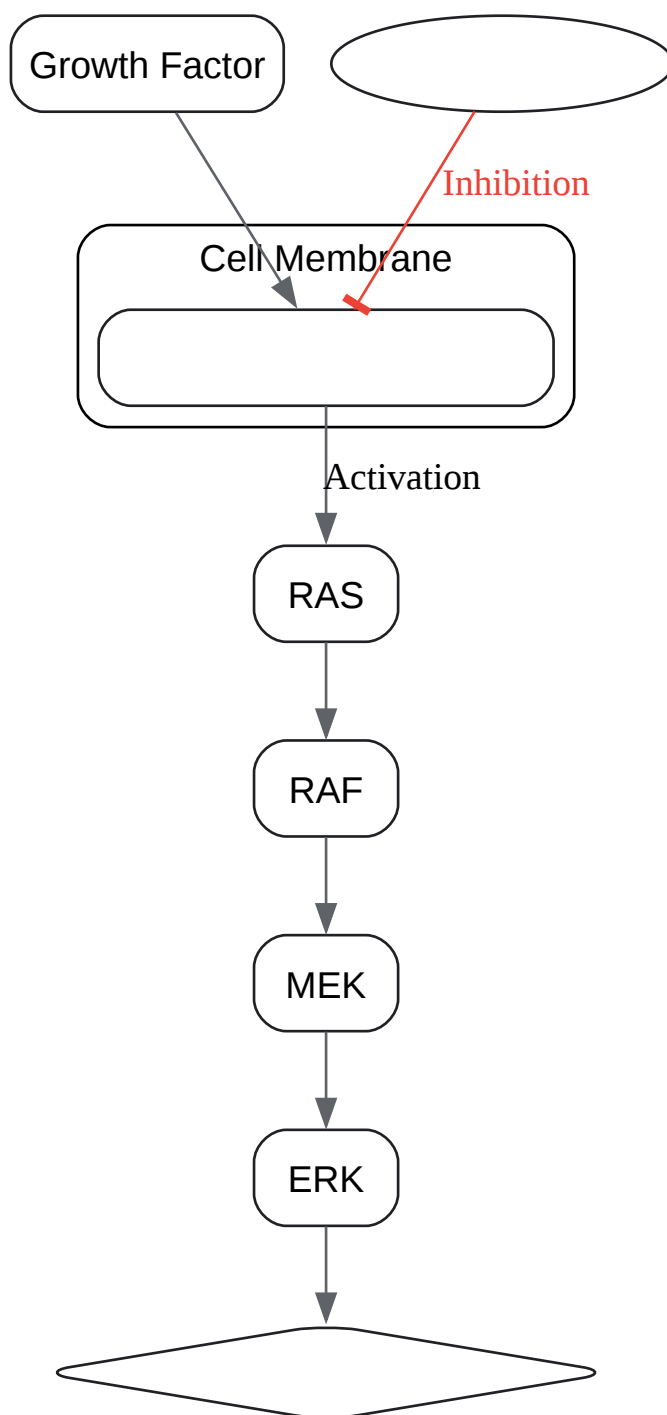 Growth Factor
Inhibition
Cell Membrane
Activation
RAS
RAF
MEK
ERK